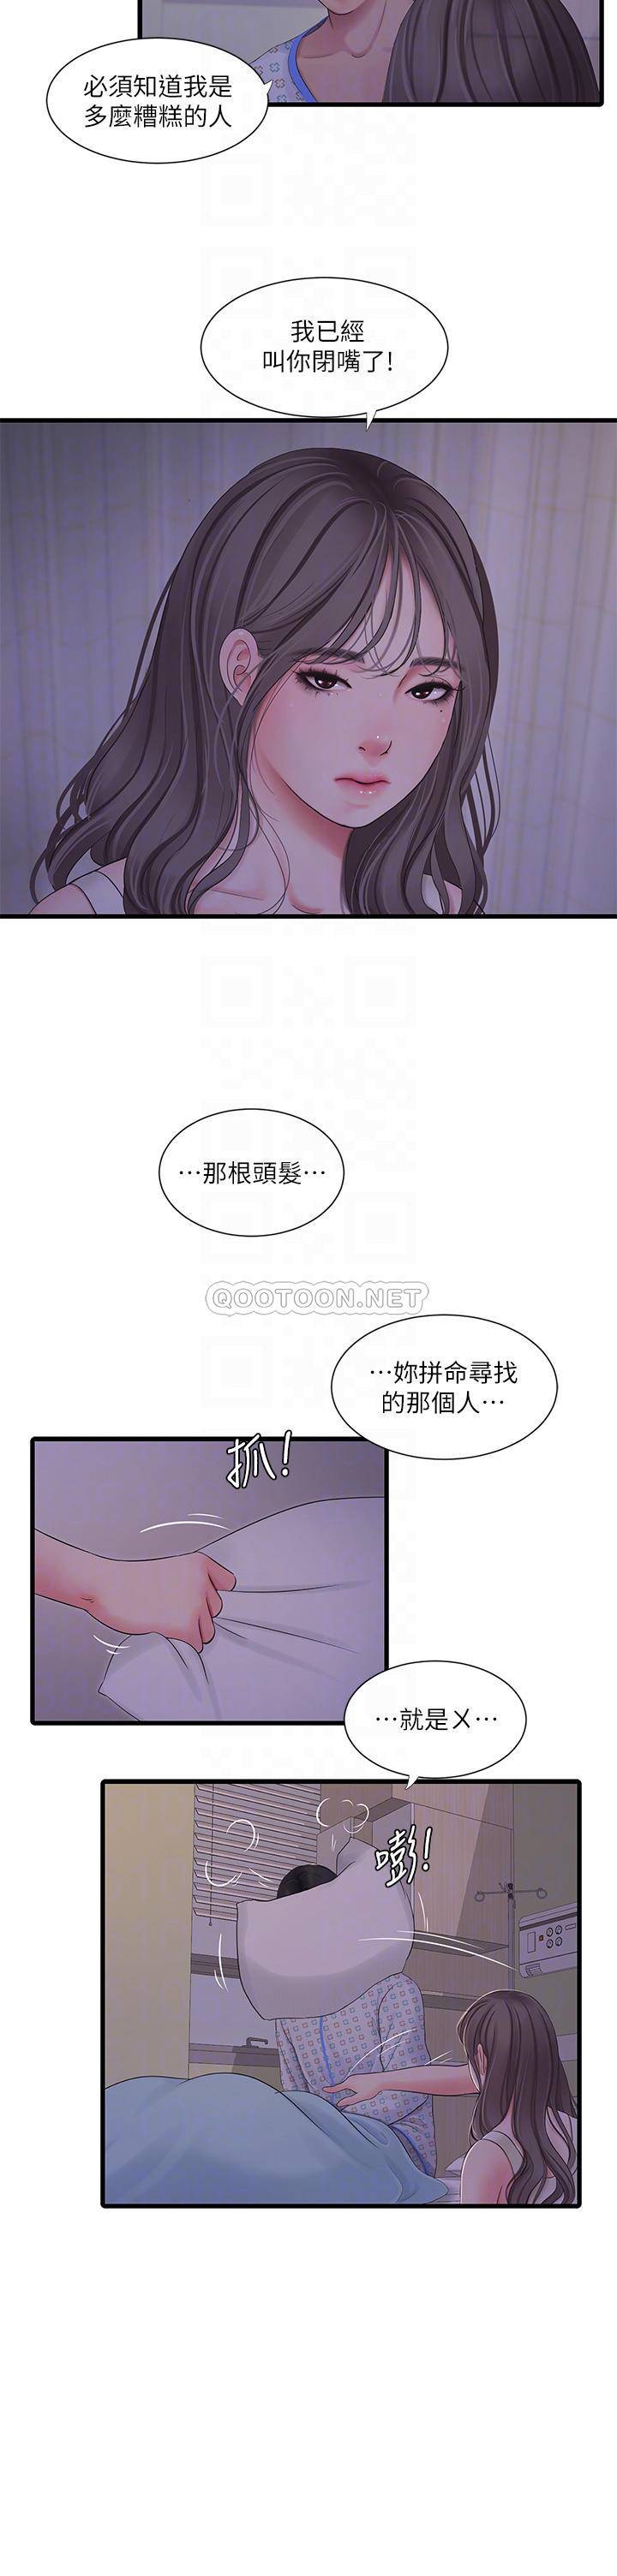 必須知道我是
多麼糟糕的人
我已經
叫你閉嘴了!
…那根頭髮…
QOOTOON.NET
…妳拼命尋找
的那個人…
抓!
…就是ㄨ…
嘭!